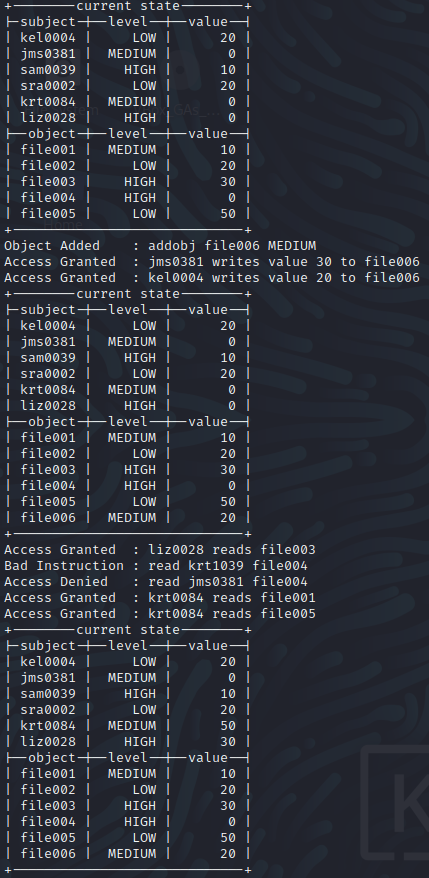 +--------current state--------+
|-subject-|--level--|--value--|
| kel0004 |     LOW |      20 |
| jms0381 |  MEDIUM |       0 |
| sam0039 |    HIGH |      10 |
| sra0002 |     LOW |      20 |
| krt0084 |  MEDIUM |       0 |
| liz0028 |    HIGH |       0 |
|--object-|--level--|--value--|
| file001 |  MEDIUM |      10 |
| file002 |     LOW |      20 |
| file003 |    HIGH |      30 |
| file004 |    HIGH |       0 |
| file005 |     LOW |      50 |
+-----------------------------+
Object Added    : addobj file006 MEDIUM
Access Granted  : jms0381 writes value 30 to file006
Access Granted  : kel0004 writes value 20 to file006
+--------current state--------+
|-subject-|--level--|--value--|
| kel0004 |     LOW |      20 |
| jms0381 |  MEDIUM |       0 |
| sam0039 |    HIGH |      10 |
| sra0002 |     LOW |      20 |
| krt0084 |  MEDIUM |       0 |
| liz0028 |    HIGH |       0 |
|--object-|--level--|--value--|
| file001 |  MEDIUM |      10 |
| file002 |     LOW |      20 |
| file003 |    HIGH |      30 |
| file004 |    HIGH |       0 |
| file005 |     LOW |      50 |
| file006 |  MEDIUM |      20 |
+-----------------------------+
Access Granted  : liz0028 reads file003
Bad Instruction : read krt1039 file004
Access Denied   : read jms0381 file004
Access Granted  : krt0084 reads file001
Access Granted  : krt0084 reads file005
+--------current state--------+
|-subject-|--level--|--value--|
| kel0004 |     LOW |      20 |
| jms0381 |  MEDIUM |       0 |
| sam0039 |    HIGH |      10 |
| sra0002 |     LOW |      20 |
| krt0084 |  MEDIUM |      50 |
| liz0028 |    HIGH |      30 |
|--object-|--level--|--value--|
| file001 |  MEDIUM |      10 |
| file002 |     LOW |      20 |
| file003 |    HIGH |      30 |
| file004 |    HIGH |       0 |
| file005 |     LOW |      50 |
| file006 |  MEDIUM |      20 |
+-----------------------------+